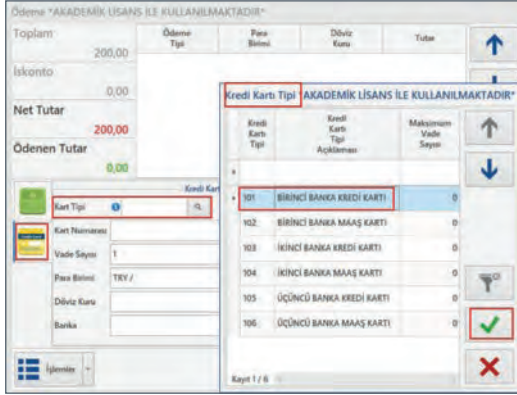 Ödeme *AKADEMİK LİSANS İLE KULLANILMAKTADIR*
Toplam
200,00
İskonto
0,00
Net Tutar
200,00
Ödenen Tutar
0,00
Ödeme Tipi
Para Birimi
Döviz Kuru
Tutar
Kredi Kar
Kart Tipi
Kart Numarası
Vade Sayısı 1
Para Birimi TRY /
Döviz Kuru
Banka
İşlemler
Kredi Kartı Tipi *AKADEMİK LİSANS İLE KULLANILMAKTADIR*
Kredi Kartı Tipi
Kredi Kartı Tipi Açıklaması
Maksimum Vade Sayısı
101 BİRİNCİ BANKA KREDİ KARTI 0
102 BİRİNCİ BANKA MAAŞ KARTI 0
103 İKİNCİ BANKA KREDİ KARTI 0
104 İKİNCİ BANKA MAAŞ KARTI 0
105 ÜÇÜNCÜ BANKA KREDİ KARTI 0
106 ÜÇÜNCÜ BANKA MAAŞ KARTI 0
Kayıt 1 / 6